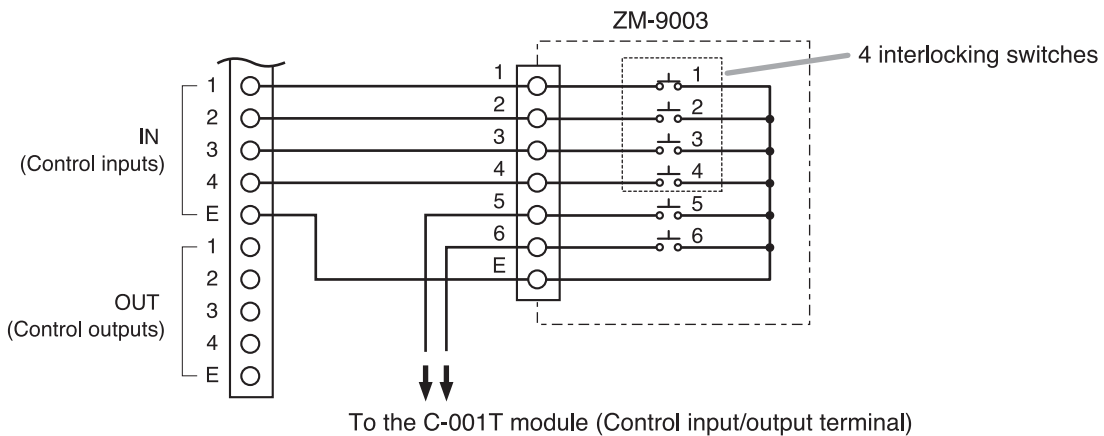 ZM-9003
4 interlocking switches
IN
(Control inputs)
1
2
3
4
E
OUT
(Control outputs)
1
2
3
4
E
1
2
3
4
5
6
E
1
2
3
4
5
6
To the C-001T module (Control input/output terminal)